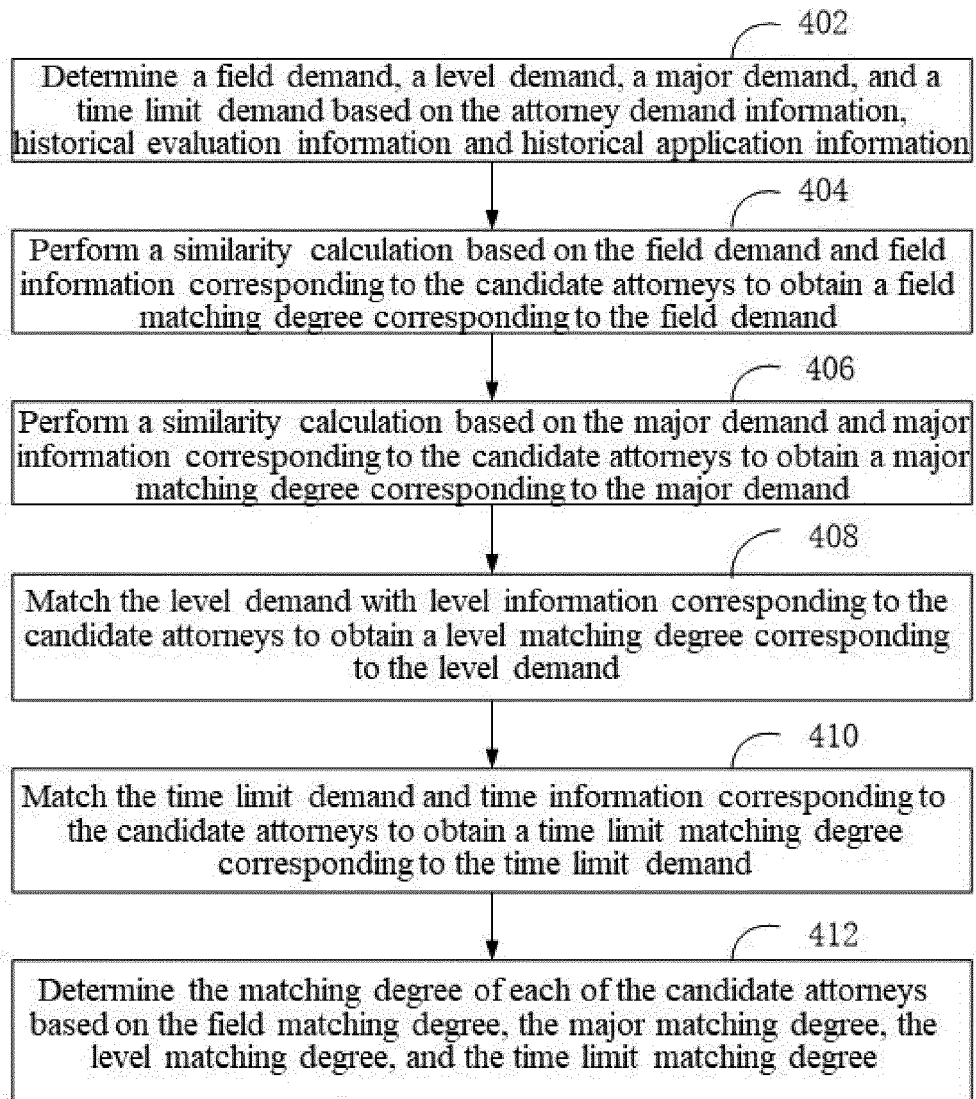 402
Determine a field demand, a level demand, a major demand, and a
time limit demand based on the attorney demand information,
historical evaluation information and historical application information
404
Perform a similarity calculation based on the field demand and field
information corresponding to the candidate attorneys to obtain a field
matching degree corresponding to the field demand
406
Perform a similarity calculation based on the major demand and major
information corresponding to the candidate attorneys to obtain a major
matching degree corresponding to the major demand
408
Match the level demand with level information corresponding to the
candidate attorneys to obtain a level matching degree corresponding
to the level demand
410
Match the time limit demand and time information corresponding to
the candidate attorneys to obtain a time limit matching degree
corresponding to the time limit demand
412
Determine the matching degree of each of the candidate attorneys
based on the field matching degree, the major matching degree, the
level matching degree, and the time limit matching degree